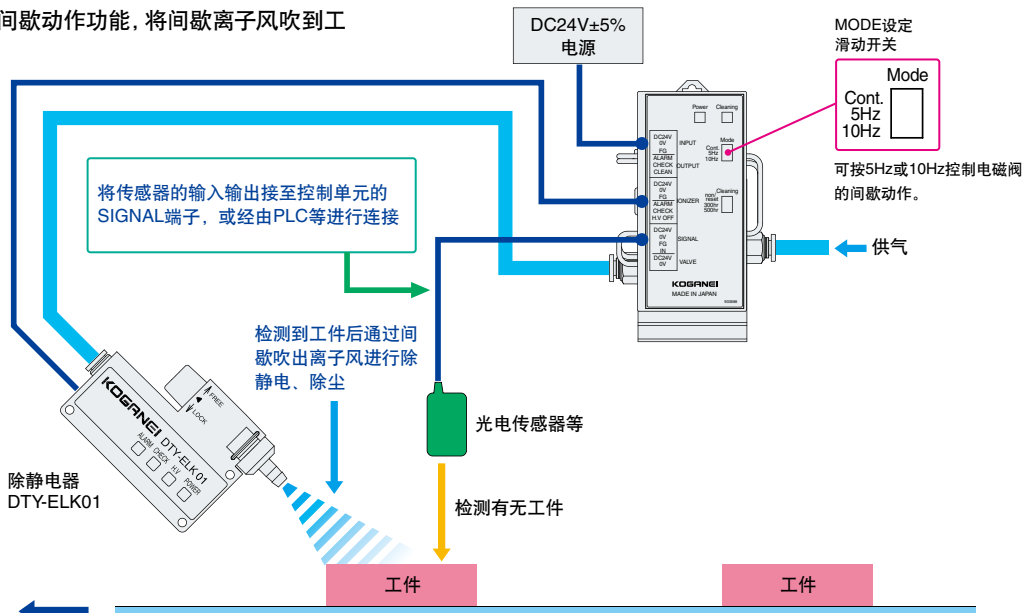 间歇动作功能，将间歇离子风吹到工
DC24V±5%
电源
MODE设定
滑动开关
Mode
Cont.
5Hz
10Hz
可按5Hz或10Hz控制电磁阀
的间歇动作。
供气
Power Cleaning
DC24V
0V
FG
INPUT
ALARM
CHECK
CLEAN
OUTPUT
Mode
Cont.
5Hz
10Hz
DC24V
0V
FG
ALARM
CHECK
H.V OFF
IONIZER
Cleaning
non/
reset
300hr
500hr
DC24V
0V
FG
IN
SIGNAL
DC24V
0V
VALVE
KOGANEI
MADE IN JAPAN
将传感器的输入输出接至控制单元的
SIGNAL端子，或经由PLC等进行连接
检测到工件后通过间
歇吹出离子风进行除
静电、除尘
光电传感器等
检测有无工件
FREE
LOCK
KOGANEI DTY-ELK01
ALARM CHECK H.V POWER
除静电器
DTY-ELK01
工件
工件